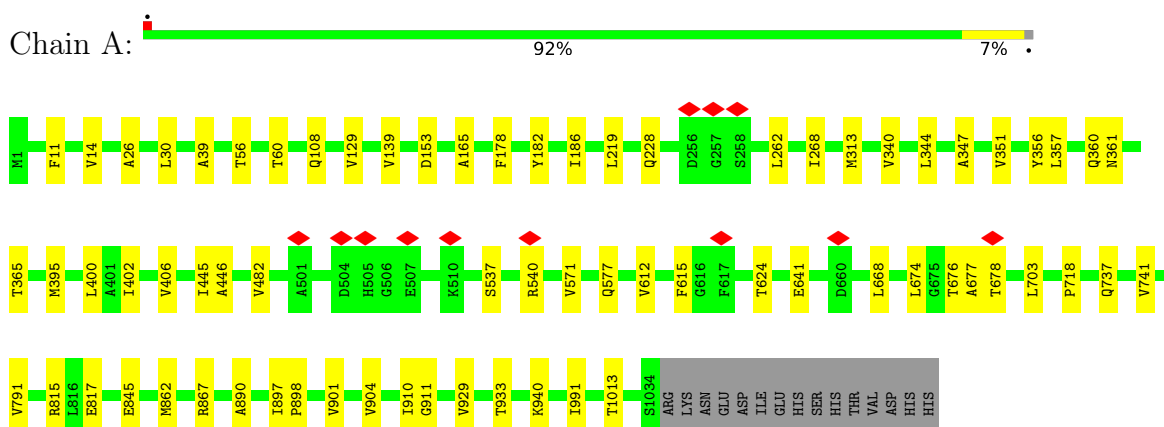 Chain A:
92% 7%
M1 F11 V14 A26 L30 A39 T56 T60 Q108 V129 V139 D153 A165 F178 Y182 I186 L219 Q228 D256 G257 S258 L262 I268 M313 V340 L344 A347 V351 Y356 L357 Q360 N361
T365 M395 L400 A401 I402 V406 I445 A446 V482 A501 D504 H505 G506 E507 K510 S537 R540 V571 Q577 V612 F615 G616 F617 T624 E641 D660 L668 L674 G675 T676 A677 T678 L703 P718 Q737 V741
V791 R815 L816 E817 E845 M862 R867 A890 I897 P898 V901 V904 I910 G911 V929 T933 K940 I991 T1013 S1034 ARG LYS ASN GLU ASP ILE GLU HIS SER HIS THR VAL ASP HIS HIS